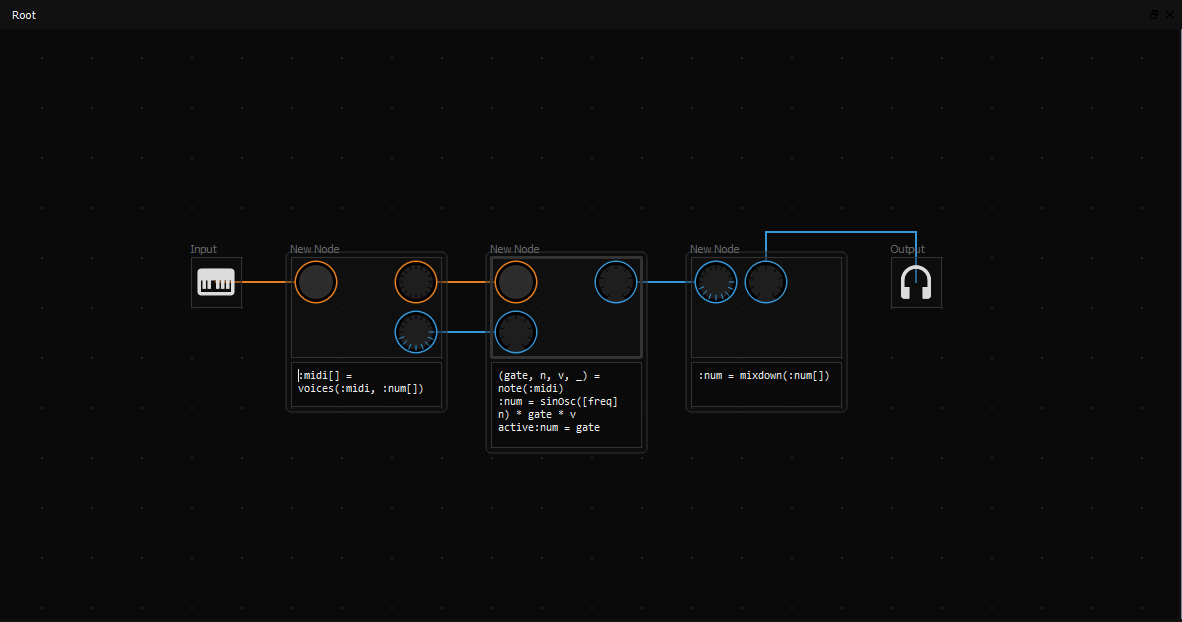 Root
Input
New Node
New Node
New Node
Output
:midi[] =
voices(:midi, :num[])
(gate, n, v, _) =
note(:midi)
:num = sinOsc([freq]
n) * gate * v
active:num = gate
:num = mixdown(:num[])